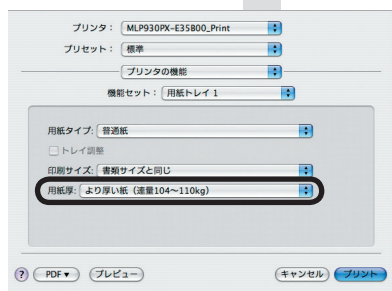 プリンタ： MLP930PX-E35B00_Print
プリセット： 標準
プリンタの機能
機能セット： 用紙トレイ 1
用紙タイプ： 普通紙
トレイ調整
印刷サイズ： 書類サイズと同じ
用紙厚： より厚い紙（連量104〜110kg）
? PDF▼ プレビュー キャンセル プリント